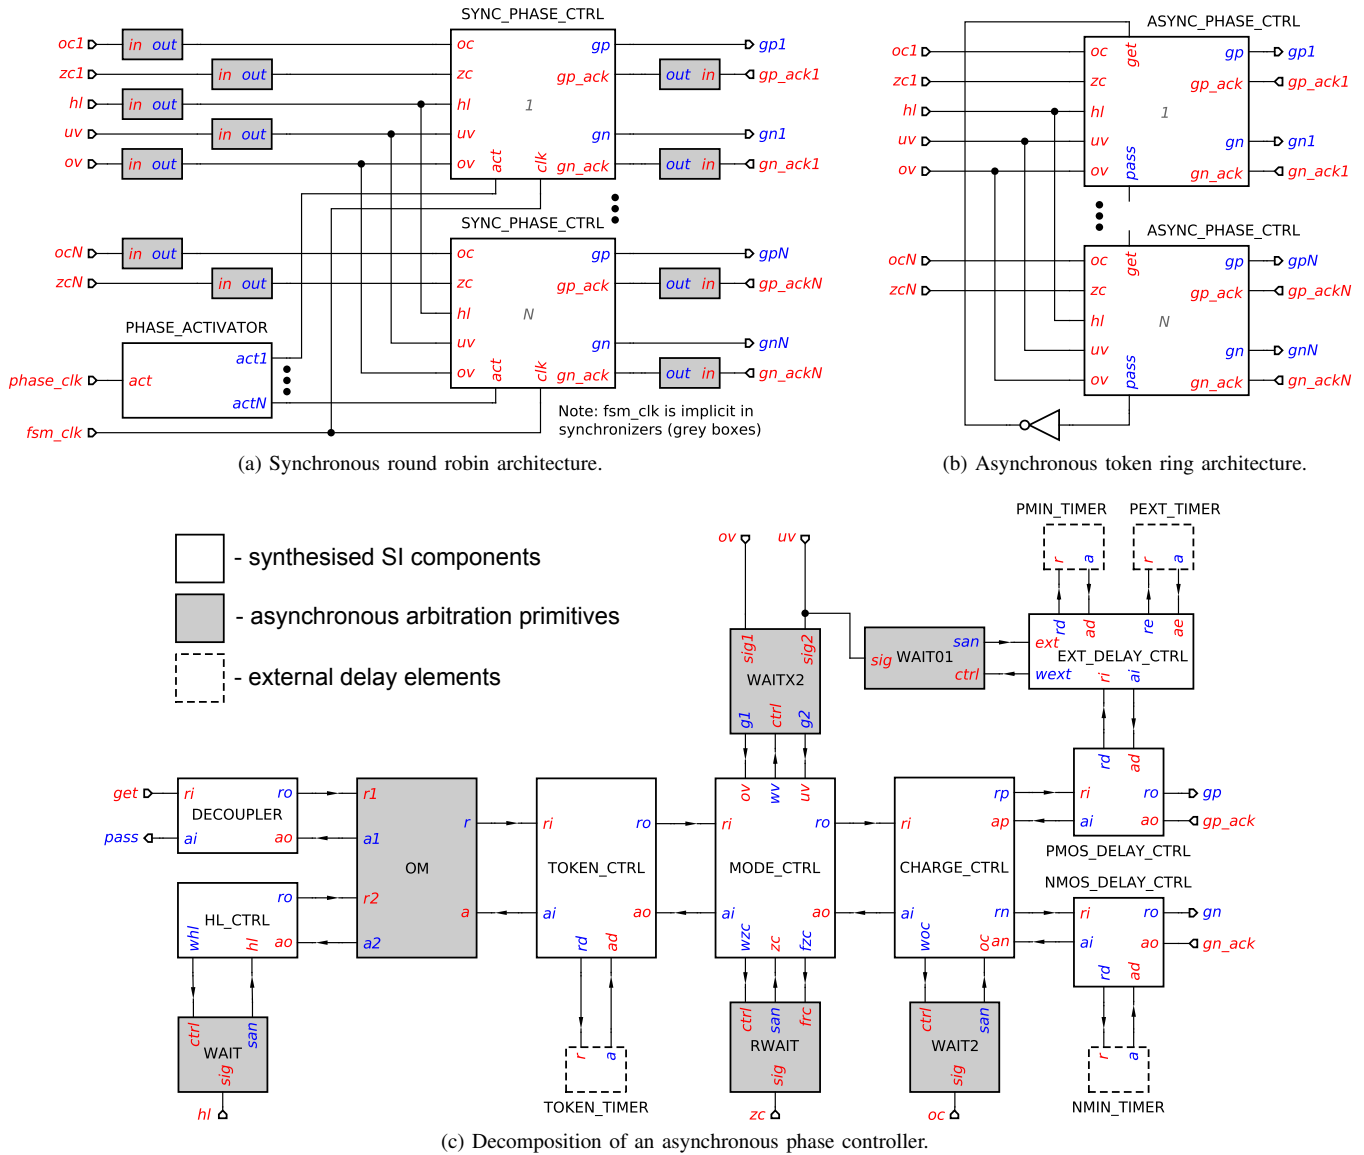 SYNC_PHASE_CTRL
oc1 in out oc gp gp1
zc1 in out zc gp_ack out in gp_ack1
hl in out hl 1
uv in out uv gn gn1
ov in out ov act clk gn_ack out in gn_ack1
SYNC_PHASE_CTRL
ocN in out oc gp gpN
zcN in out zc gp_ack out in gp_ackN
hl N
PHASE_ACTIVATOR
uv gn gnN
act1
ov act clk gn_ack out in gn_ackN
phase_clk act
actN
fsm_clk
Note: fsm_clk is implicit in
synchronizers (grey boxes)
(a) Synchronous round robin architecture.
ASYNC_PHASE_CTRL
oc1 oc get gp gp1
zc1 zc gp_ack gp_ack1
hl hl 1
uv uv gn gn1
ov ov pass gn_ack gn_ack1
ASYNC_PHASE_CTRL
ocN oc get gp gpN
zcN zc gp_ack gp_ackN
hl N
uv gn gnN
ov pass gn_ack gn_ackN
(b) Asynchronous token ring architecture.
- synthesised SI components
- asynchronous arbitration primitives
- external delay elements
PMIN_TIMER PEXT_TIMER
r a r a
ov uv
sig1 sig2
WAITX2
g1 ctrl g2
sig WAIT01 san ctrl
rd ad re ae
ext EXT_DELAY_CTRL
wext ri ai
get ri ro r1
DECOUPLER
pass ai ao a1
OM
r a
ro r2
HL_CTRL
whl hl ao a2
ctrl san
WAIT
sig
hl
ri ro
TOKEN_CTRL
ai ao
rd ad
r a
TOKEN_TIMER
ov wv uv
ri ro
MODE_CTRL
ai ao
wzc zc fzc
ctrl san frc
RWAIT
sig
zc
ri rp
ap
CHARGE_CTRL
rn
ai an
woc oc
ctrl san
WAIT2
sig
oc
rd ad
ri ro gp
ai ao gp_ack
PMOS_DELAY_CTRL
NMOS_DELAY_CTRL
ri ro gn
ai ao gn_ack
rd ad
r a
NMIN_TIMER
(c) Decomposition of an asynchronous phase controller.